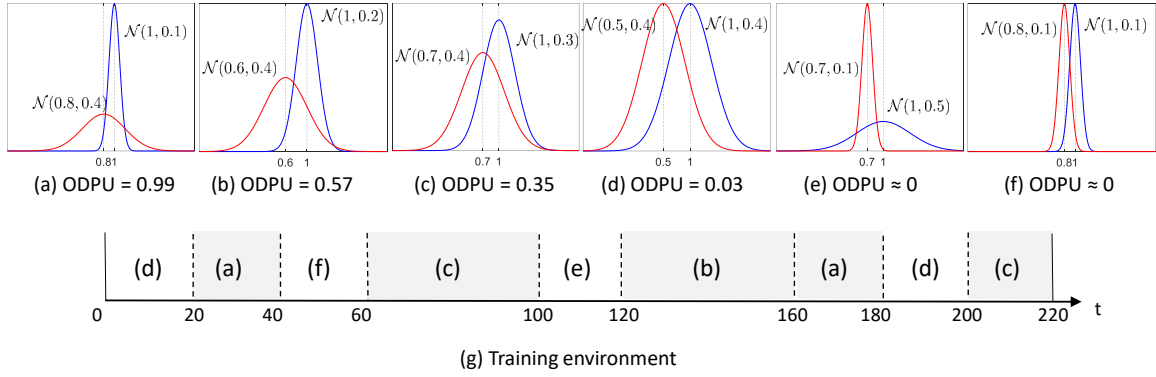 𝒩(1, 0.1)
𝒩(0.8, 0.4)
0.81
(a) ODPU = 0.99
𝒩(1, 0.2)
𝒩(0.6, 0.4)
0.6 1
(b) ODPU = 0.57
𝒩(1, 0.3)
𝒩(0.7, 0.4)
0.7 1
(c) ODPU = 0.35
𝒩(0.5, 0.4) 𝒩(1, 0.4)
0.5 1
(d) ODPU = 0.03
𝒩(0.7, 0.1)
𝒩(1, 0.5)
0.7 1
(e) ODPU ≈ 0
𝒩(0.8, 0.1) 𝒩(1, 0.1)
0.81
(f) ODPU ≈ 0
(d) (a) (f) (c) (e) (b) (a) (d) (c)
0 20 40 60 100 120 160 180 200 220 t
(g) Training environment